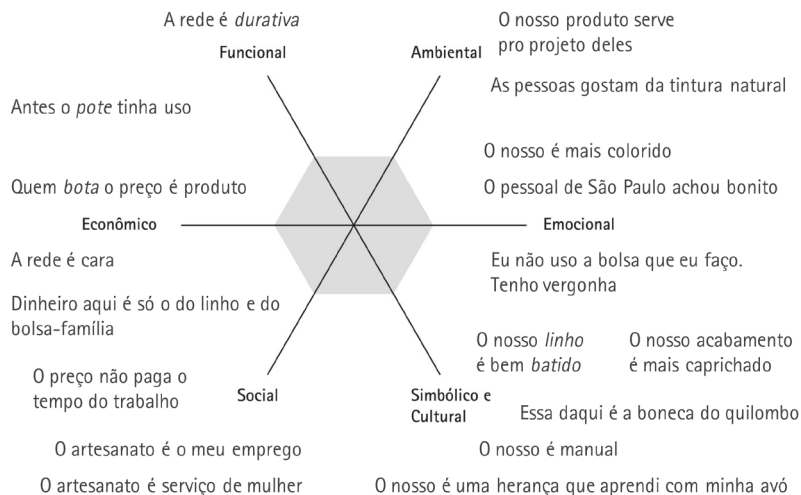 A rede é durativa
O nosso produto serve
pro projeto deles
Funcional
Ambiental
As pessoas gostam da tintura natural
Antes o pote tinha uso
O nosso é mais colorido
Quem bota o preço é produto
O pessoal de São Paulo achou bonito
Econômico
Emocional
A rede é cara
Eu não uso a bolsa que eu faço.
Tenho vergonha
Dinheiro aqui é só o do linho e do
bolsa-família
O nosso linho
é bem batido
O nosso acabamento
é mais caprichado
O preço não paga o
tempo do trabalho
Social
Simbólico e
Cultural
Essa daqui é a boneca do quilombo
O artesanato é o meu emprego
O nosso é manual
O artesanato é serviço de mulher
O nosso é uma herança que aprendi com minha avó